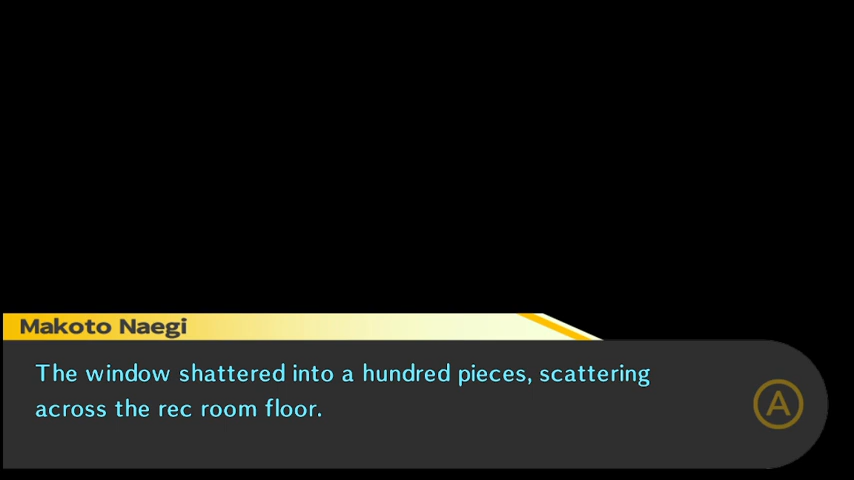 Makoto Naegi
The window shattered into a hundred pieces, scattering
across the rec room floor.
A